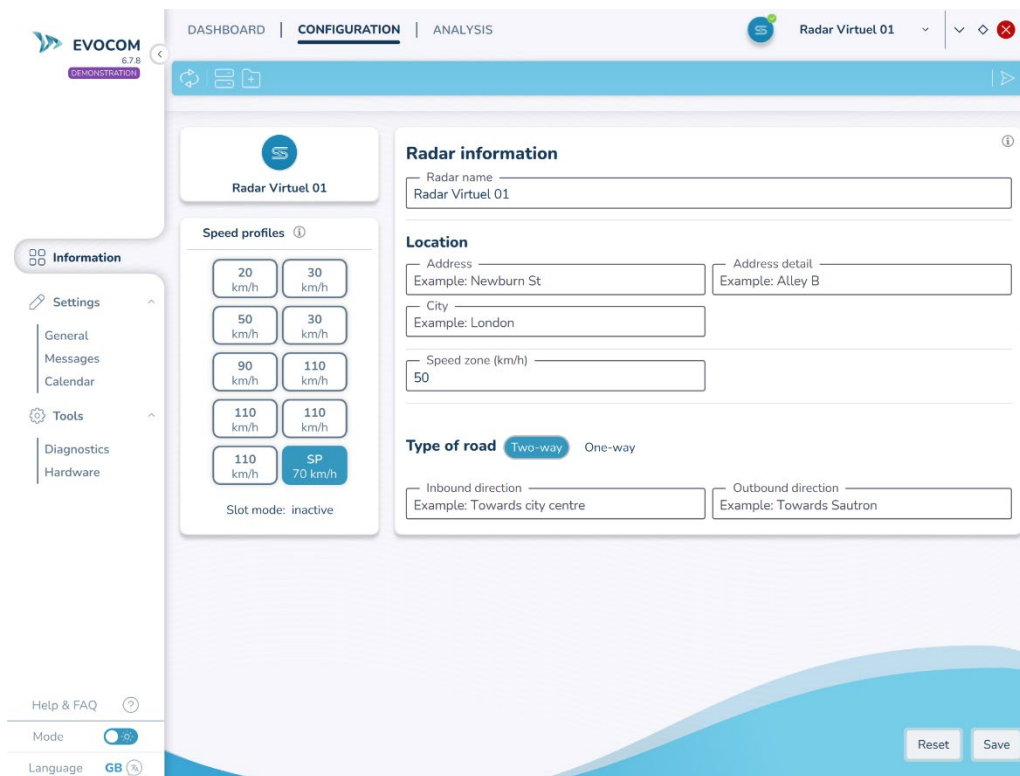 EVOCOM
6.7.8
DEMONSTRATION
DASHBOARD | CONFIGURATION | ANALYSIS
Radar Virtuel 01
Information
Settings
General
Messages
Calendar
Tools
Diagnostics
Hardware
Help & FAQ
Mode
Language GB
Radar Virtuel 01
Speed profiles
20 km/h
30 km/h
50 km/h
30 km/h
90 km/h
110 km/h
110 km/h
110 km/h
110 km/h
SP 70 km/h
Slot mode: inactive
Radar information
Radar name
Radar Virtuel 01
Location
Address
Example: Newburn St
Address detail
Example: Alley B
City
Example: London
Speed zone (km/h)
50
Type of road Two-way One-way
Inbound direction
Example: Towards city centre
Outbound direction
Example: Towards Sautron
Reset Save